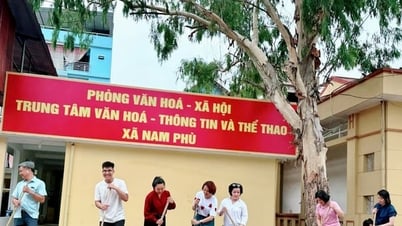 PHÒNG VĂN HOÁ - XÃ HỘI
TRUNG TÂM VĂN HOÁ - THÔNG TIN VÀ THỂ THAO
XÃ NAM PHÙ